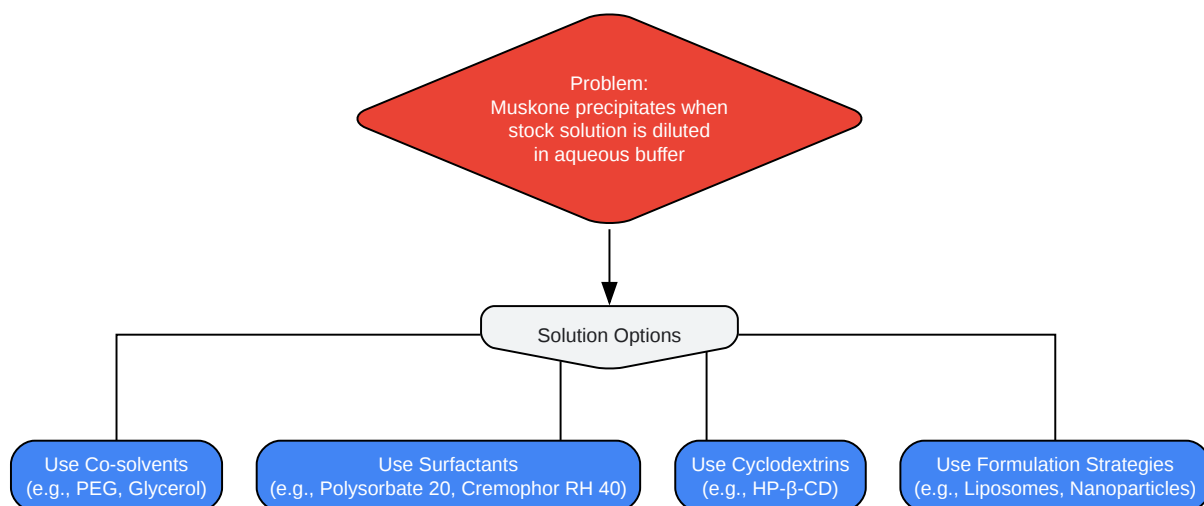 Problem:
Muskone precipitates when
stock solution is diluted
in aqueous buffer
Solution Options
Use Co-solvents
(e.g., PEG, Glycerol)
Use Surfactants
(e.g., Polysorbate 20, Cremophor RH 40)
Use Cyclodextrins
(e.g., HP-β-CD)
Use Formulation Strategies
(e.g., Liposomes, Nanoparticles)